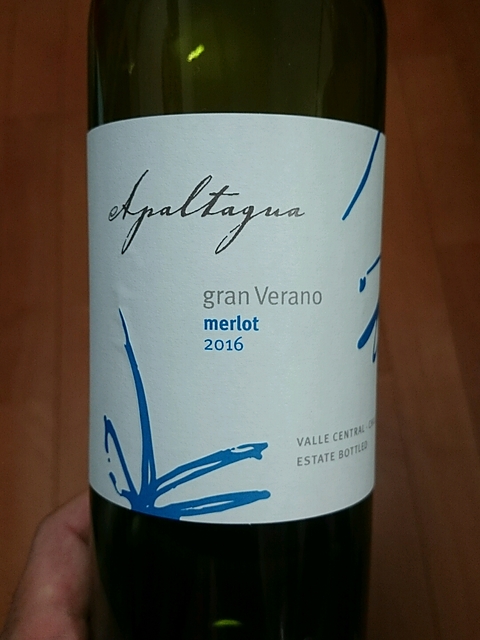 Apaltagua
gran Verano
merlot
2016
VALLE CENTRAL -
ESTATE BOTTLED